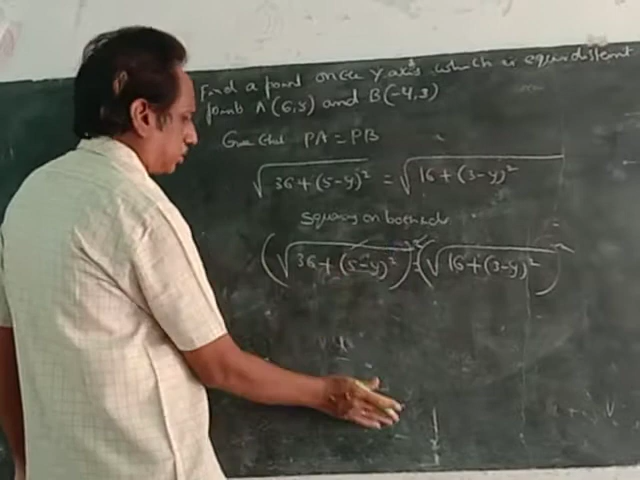 Find a point on the Y axis which is equidistant
points A(6,5) and B(-4,3)
Given that PA = PB
√36+(5-y)² = √16+(3-y)²
Squaring on both sides
(√36+(5-y)²)² = (√16+(3-y)²)²